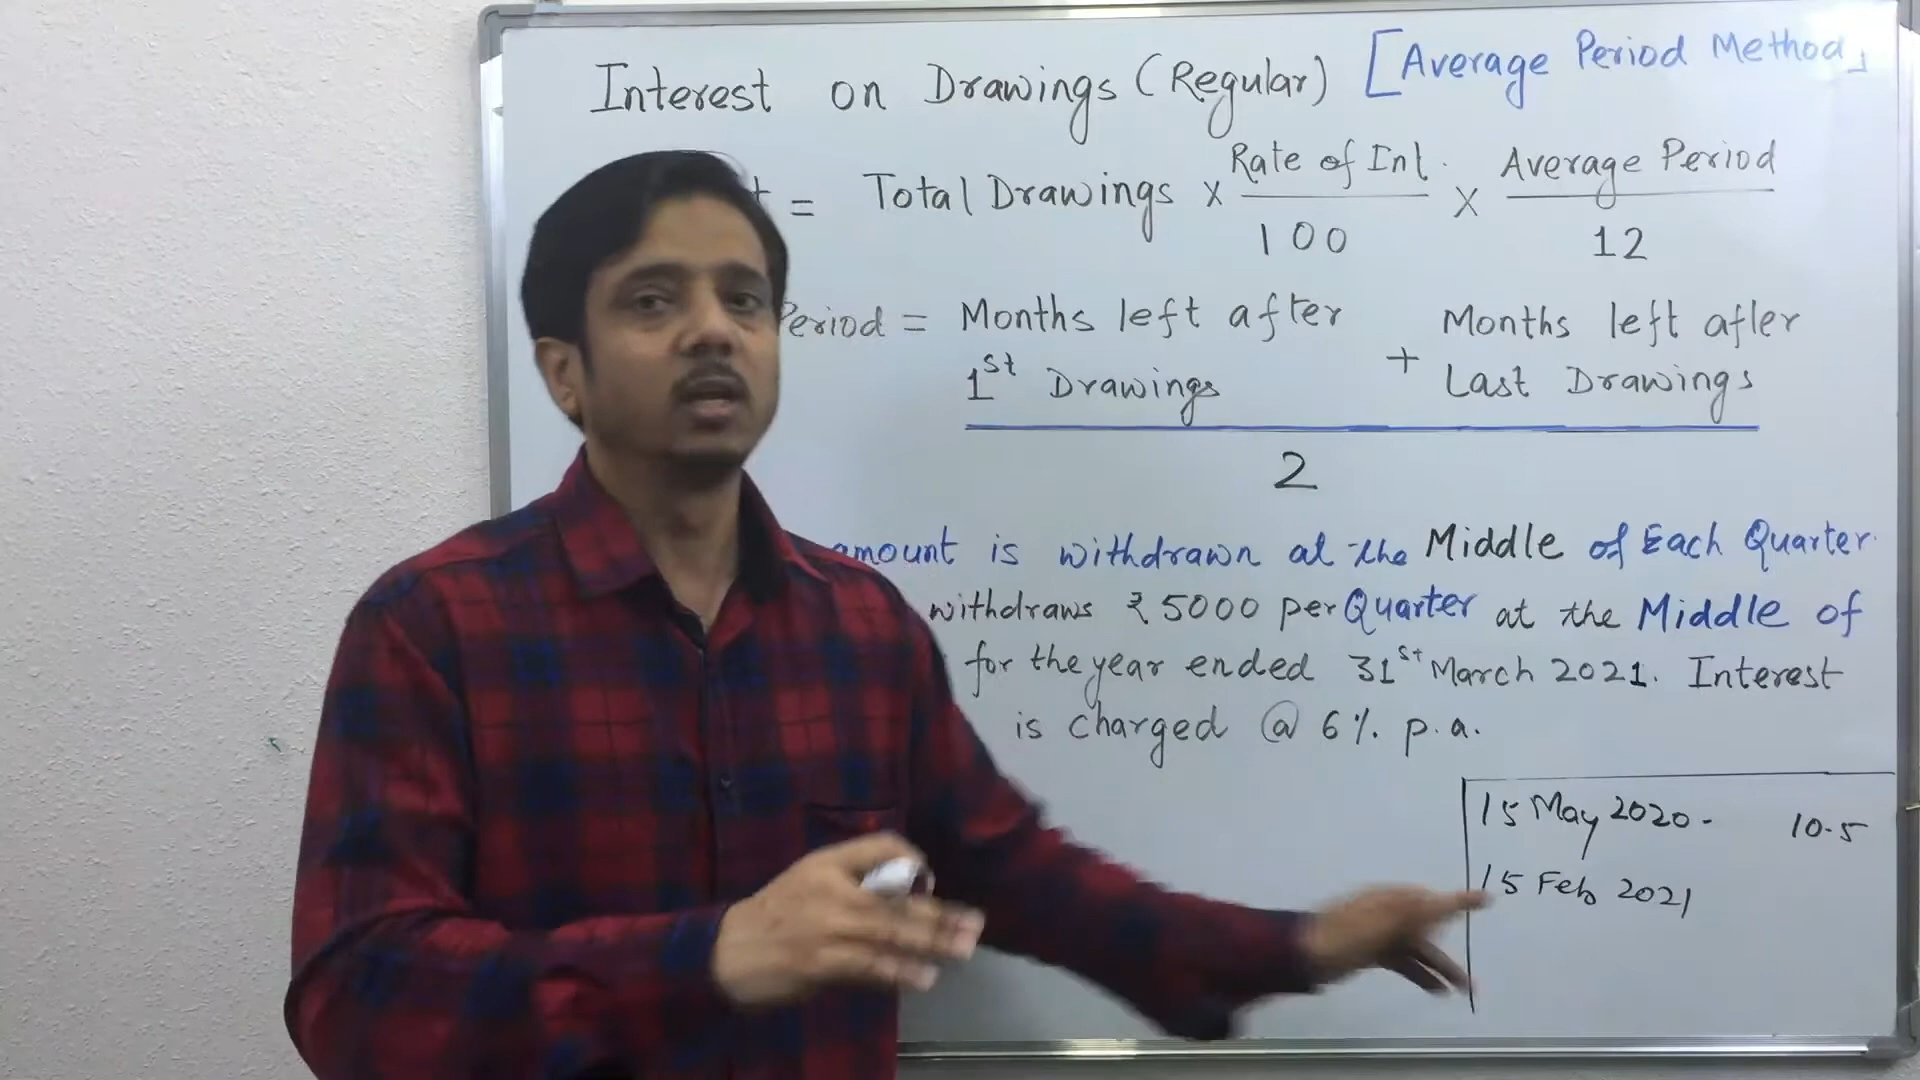 Interest on Drawings (Regular) [Average Period Method]
t = Total Drawings x Rate of Int. / 100 x Average Period / 12
Period = Months left after 1st Drawings + Months left after Last Drawings
2
amount is withdrawn at the Middle of Each Quarter.
withdraws ₹5000 per Quarter at the Middle of
for the year ended 31st March 2021. Interest
is charged @ 6%. p.a.
15 May 2020 - 10.5
15 Feb 2021